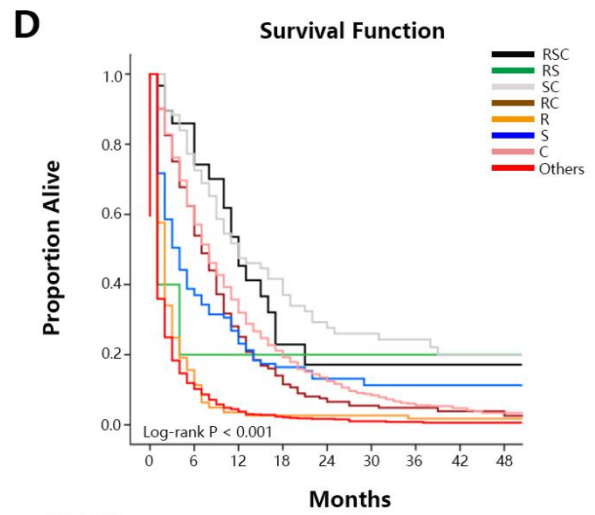 D
Survival Function
RSC
RS
SC
RC
R
S
C
Others
Proportion Alive
1.0
0.8
0.6
0.4
0.2
0.0
Log-rank P < 0.001
0 6 12 18 24 30 36 42 48
Months